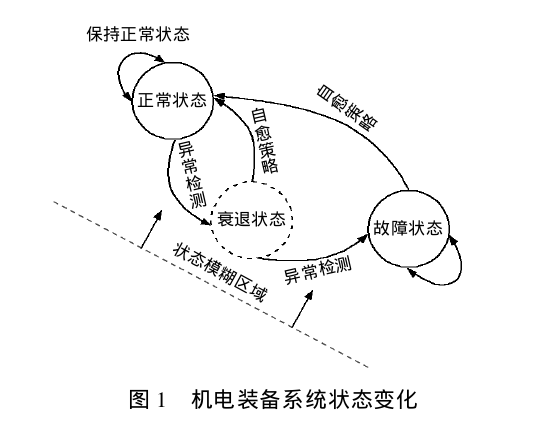 保持正常状态
正常状态
自愈策略
自愈策略
异常检测
衰退状态
故障状态
状态模糊区域
异常检测
图 1 机电装备系统状态变化